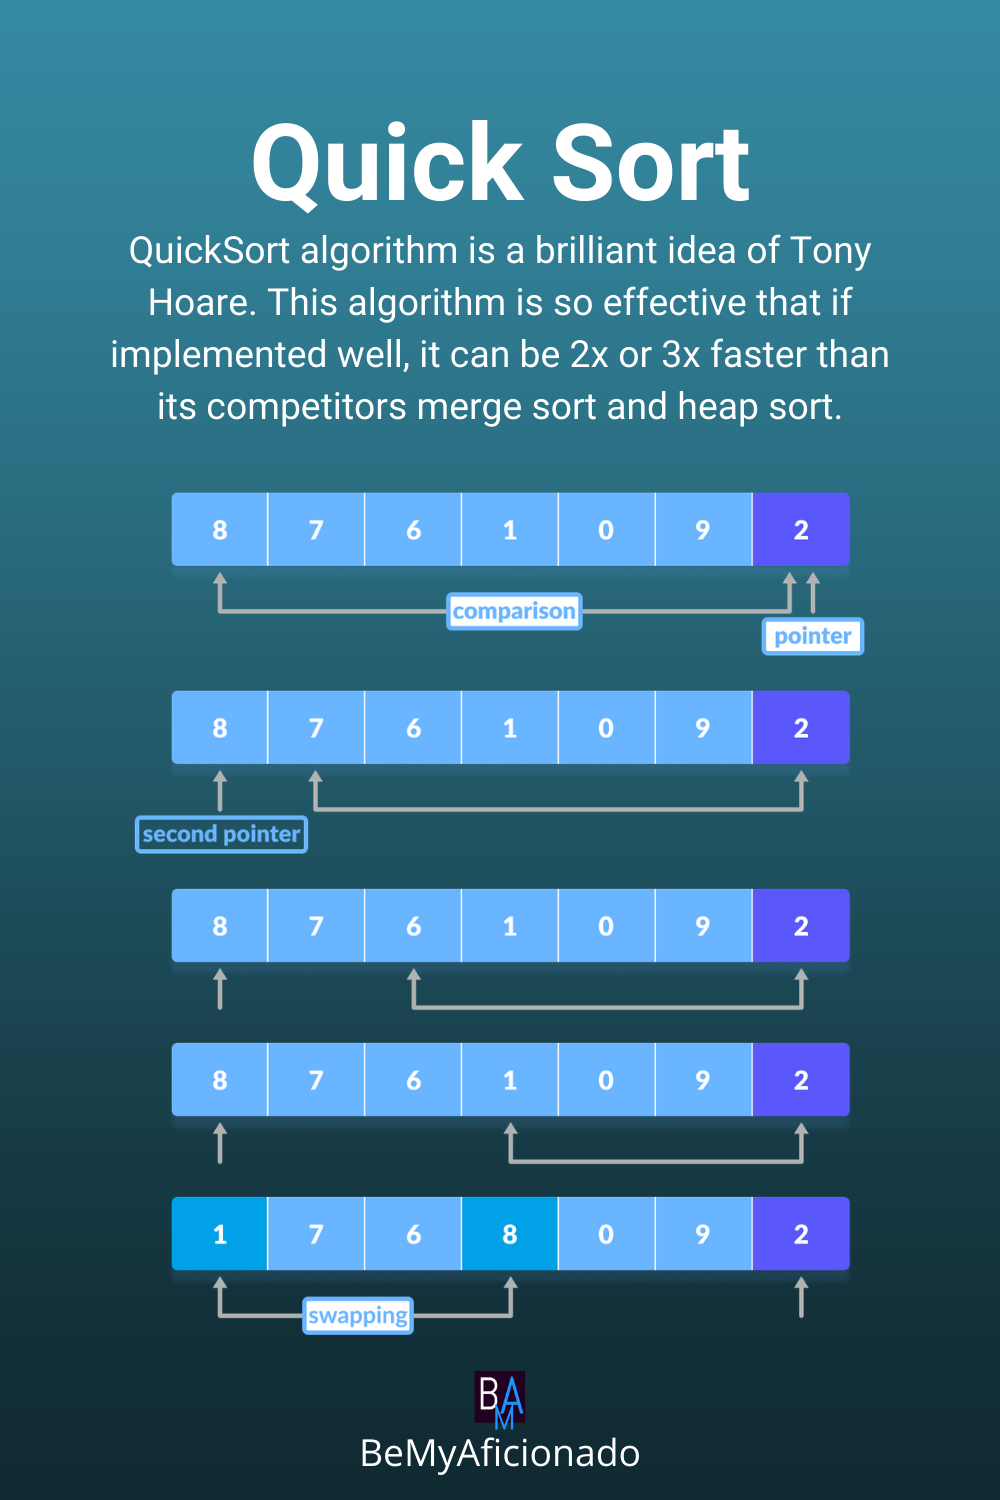 Quick Sort
QuickSort algorithm is a brilliant idea of Tony
Hoare. This algorithm is so effective that if
implemented well, it can be 2x or 3x faster than
its competitors merge sort and heap sort.
8 7 6 1 0 9 2
comparison
pointer
8 7 6 1 0 9 2
second pointer
8 7 6 1 0 9 2
8 7 6 1 0 9 2
1 7 6 8 0 9 2
swapping
BAM
BeMyAficionado